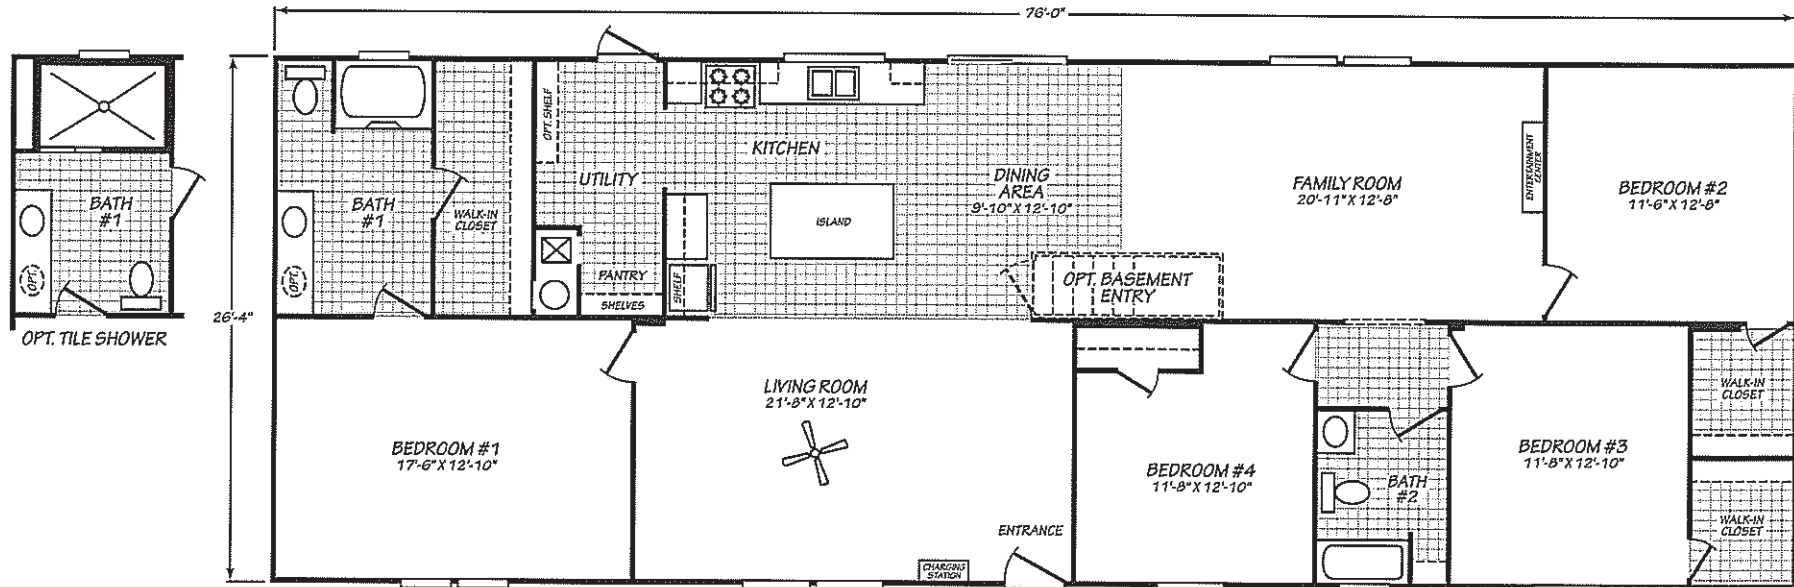 76'-0"
26'-4"
BATH
#1
OPT.
OPT. TILE SHOWER
BATH
#1
OPT.
WALK-IN
CLOSET
OPT. SHELF
UTILITY
PANTRY
SHELVES
KITCHEN
SHELF
ISLAND
DINING
AREA
9'-10" X 12'-10"
OPT. BASEMENT
ENTRY
FAMILY ROOM
20'-11" X 12'-8"
ENTERTAINMENT
CENTER
BEDROOM #2
11'-6" X 12'-8"
BEDROOM #1
17'-6" X 12'-10"
LIVING ROOM
21'-8" X 12'-10"
ENTRANCE
CHARGING
STATION
BEDROOM #4
11'-8" X 12'-10"
BATH
#2
BEDROOM #3
11'-8" X 12'-10"
WALK-IN
CLOSET
WALK-IN
CLOSET